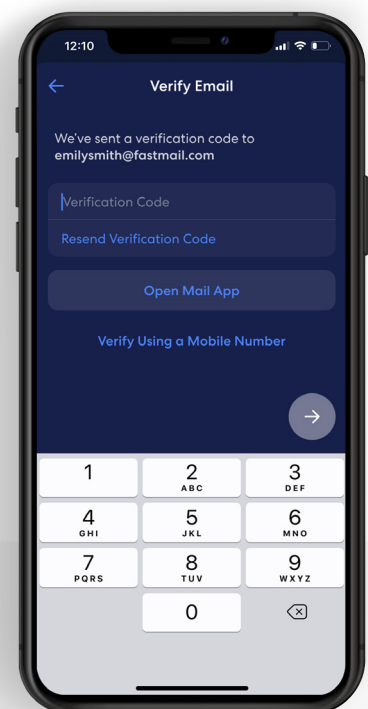 12:10
Verify Email
We've sent a verification code to
emilysmith@fastmail.com
Verification Code
Resend Verification Code
Open Mail App
Verify Using a Mobile Number
1
2
ABC
3
DEF
4
GHI
5
JKL
6
MNO
7
PQRS
8
TUV
9
WXYZ
0